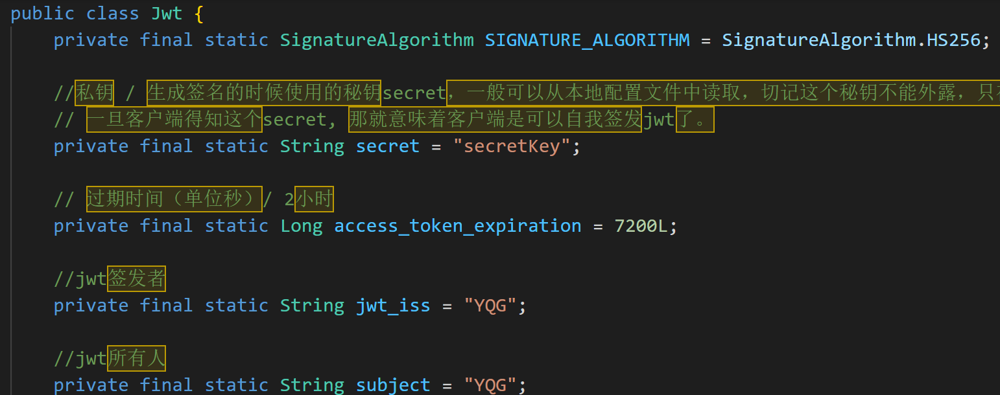 public class Jwt {
private final static SignatureAlgorithm SIGNATURE_ALGORITHM = SignatureAlgorithm.HS256;
//私钥 / 生成签名的时候使用的秘钥secret，一般可以从本地配置文件中读取，切记这个秘钥不能外露，只
// 一旦客户端得知这个secret, 那就意味着客户端是可以自我签发jwt了。
private final static String secret = "secretKey";
// 过期时间（单位秒）/ 2小时
private final static Long access_token_expiration = 7200L;
//jwt签发者
private final static String jwt_iss = "YQG";
//jwt所有人
private final static String subject = "YQG";